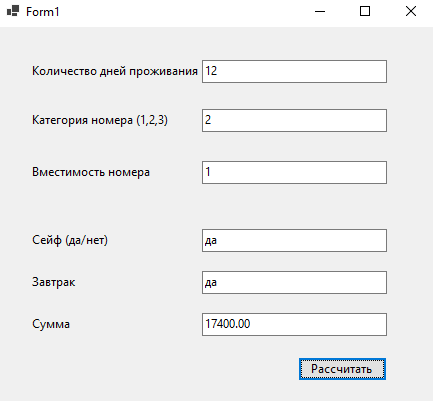 Form1
Количество дней проживания 12
Категория номера (1,2,3) 2
Вместимость номера 1
Сейф (да/нет) да
Завтрак да
Сумма 17400.00
Рассчитать